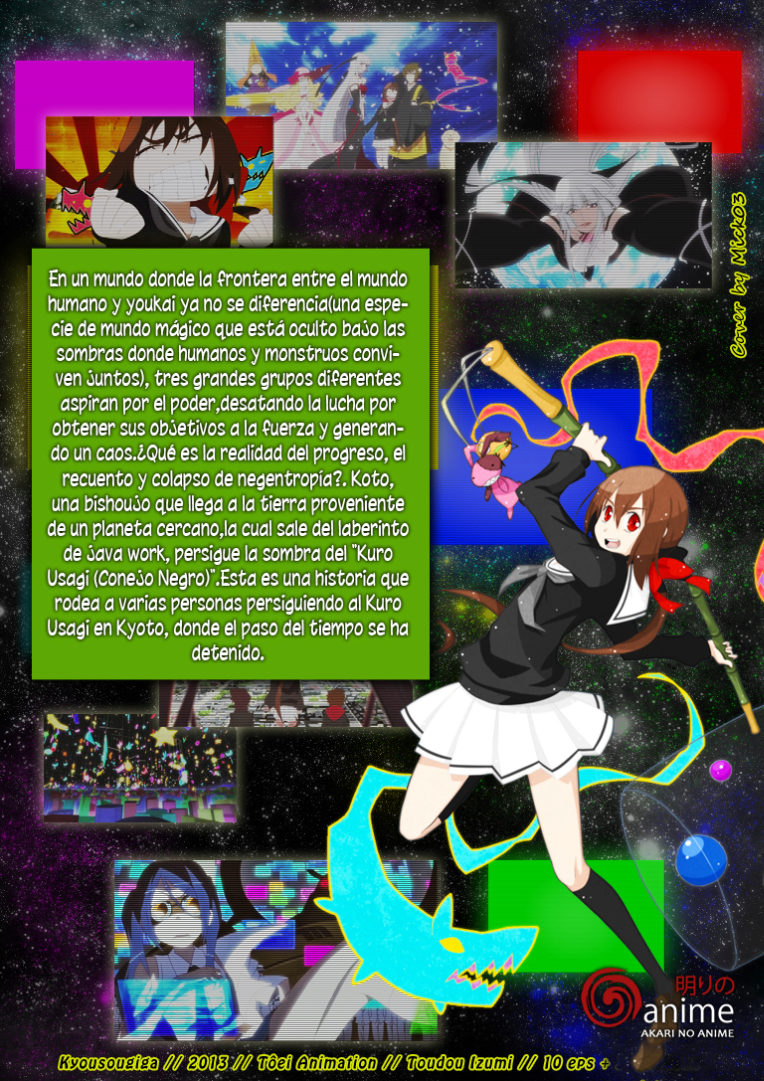 Cover by Mick03
En un mundo donde la frontera entre el mundo
humano y youkai ya no se diferencia(una espe-
cie de mundo mágico que está oculto bajo las
sombras donde humanos y monstruos convi-
ven juntos), tres grandes grupos diferentes
aspiran por el poder,desatando la lucha por
obtener sus objetivos a la fuerza y generan-
do un caos.¿Qué es la realidad del progreso, el
recuento y colapso de negentropía?. Koto,
una bishoujo que llega a la tierra proveniente
de un planeta cercano,la cual sale del laberinto
de java work, persigue la sombra del "Kuro
Usagi (Conejo Negro)".Esta es una historia que
rodea a varias personas persiguiendo al Kuro
Usagi en Kyoto, donde el paso del tiempo se ha
detenido.
明りの
anime
AKARI NO ANIME
Kyousougiga // 2013 // Tôei Animation // Toudou Izumi // 10 eps +